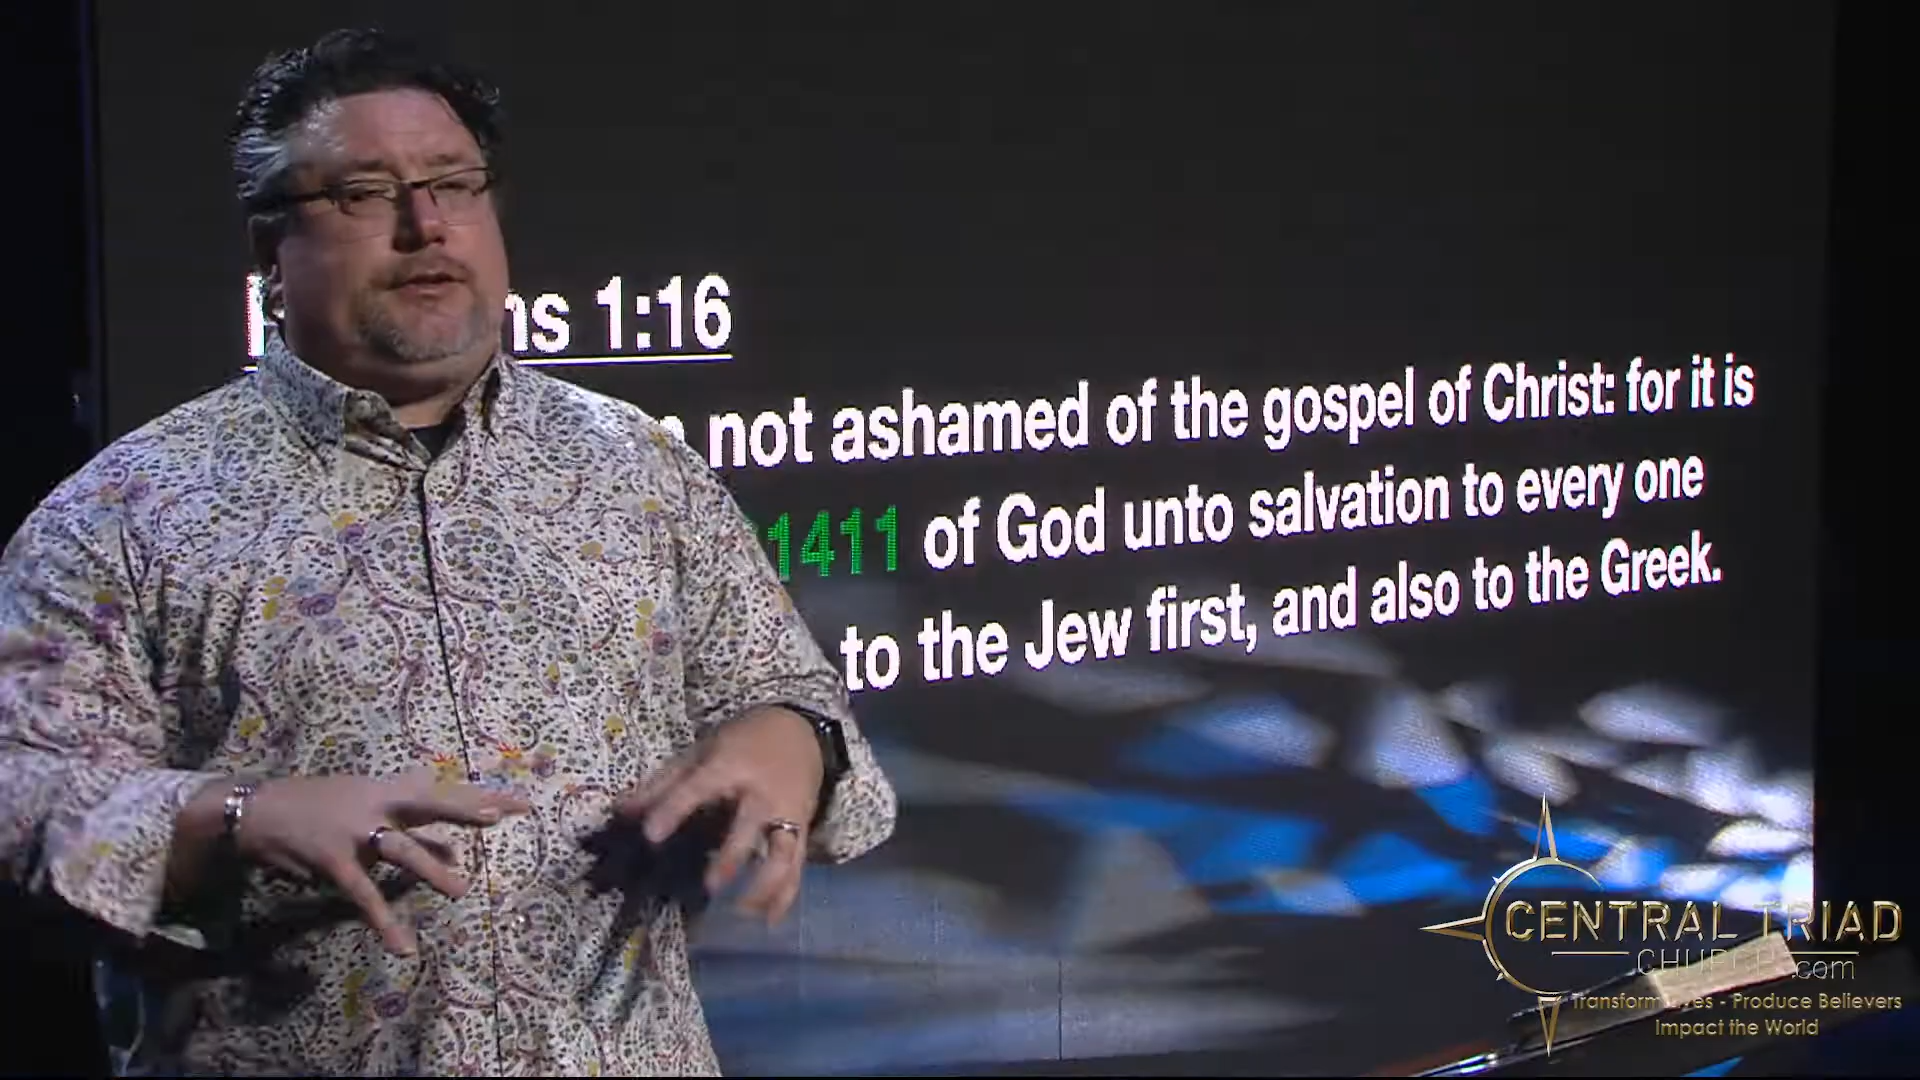 ns 1:16
not ashamed of the gospel of Christ: for it is
1411 of God unto salvation to every one
to the Jew first, and also to the Greek.
CENTRAL TRIAD
CHURCH.com
Transform Lives - Produce Believers
Impact the World